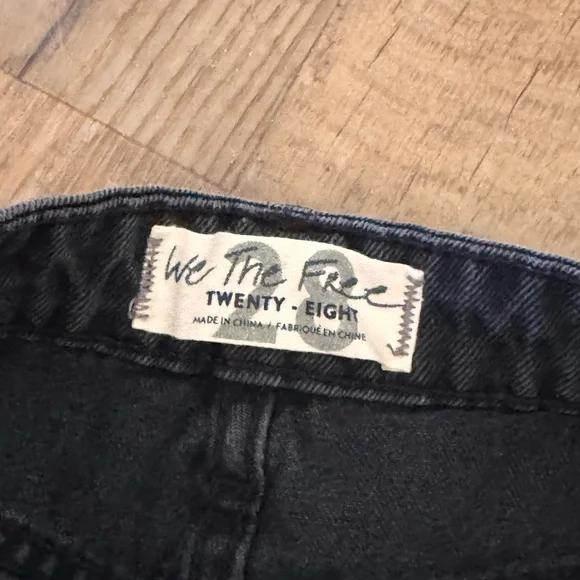 We The Free
28
TWENTY - EIGHT
MADE IN CHINA / FABRIQUÉ EN CHINE